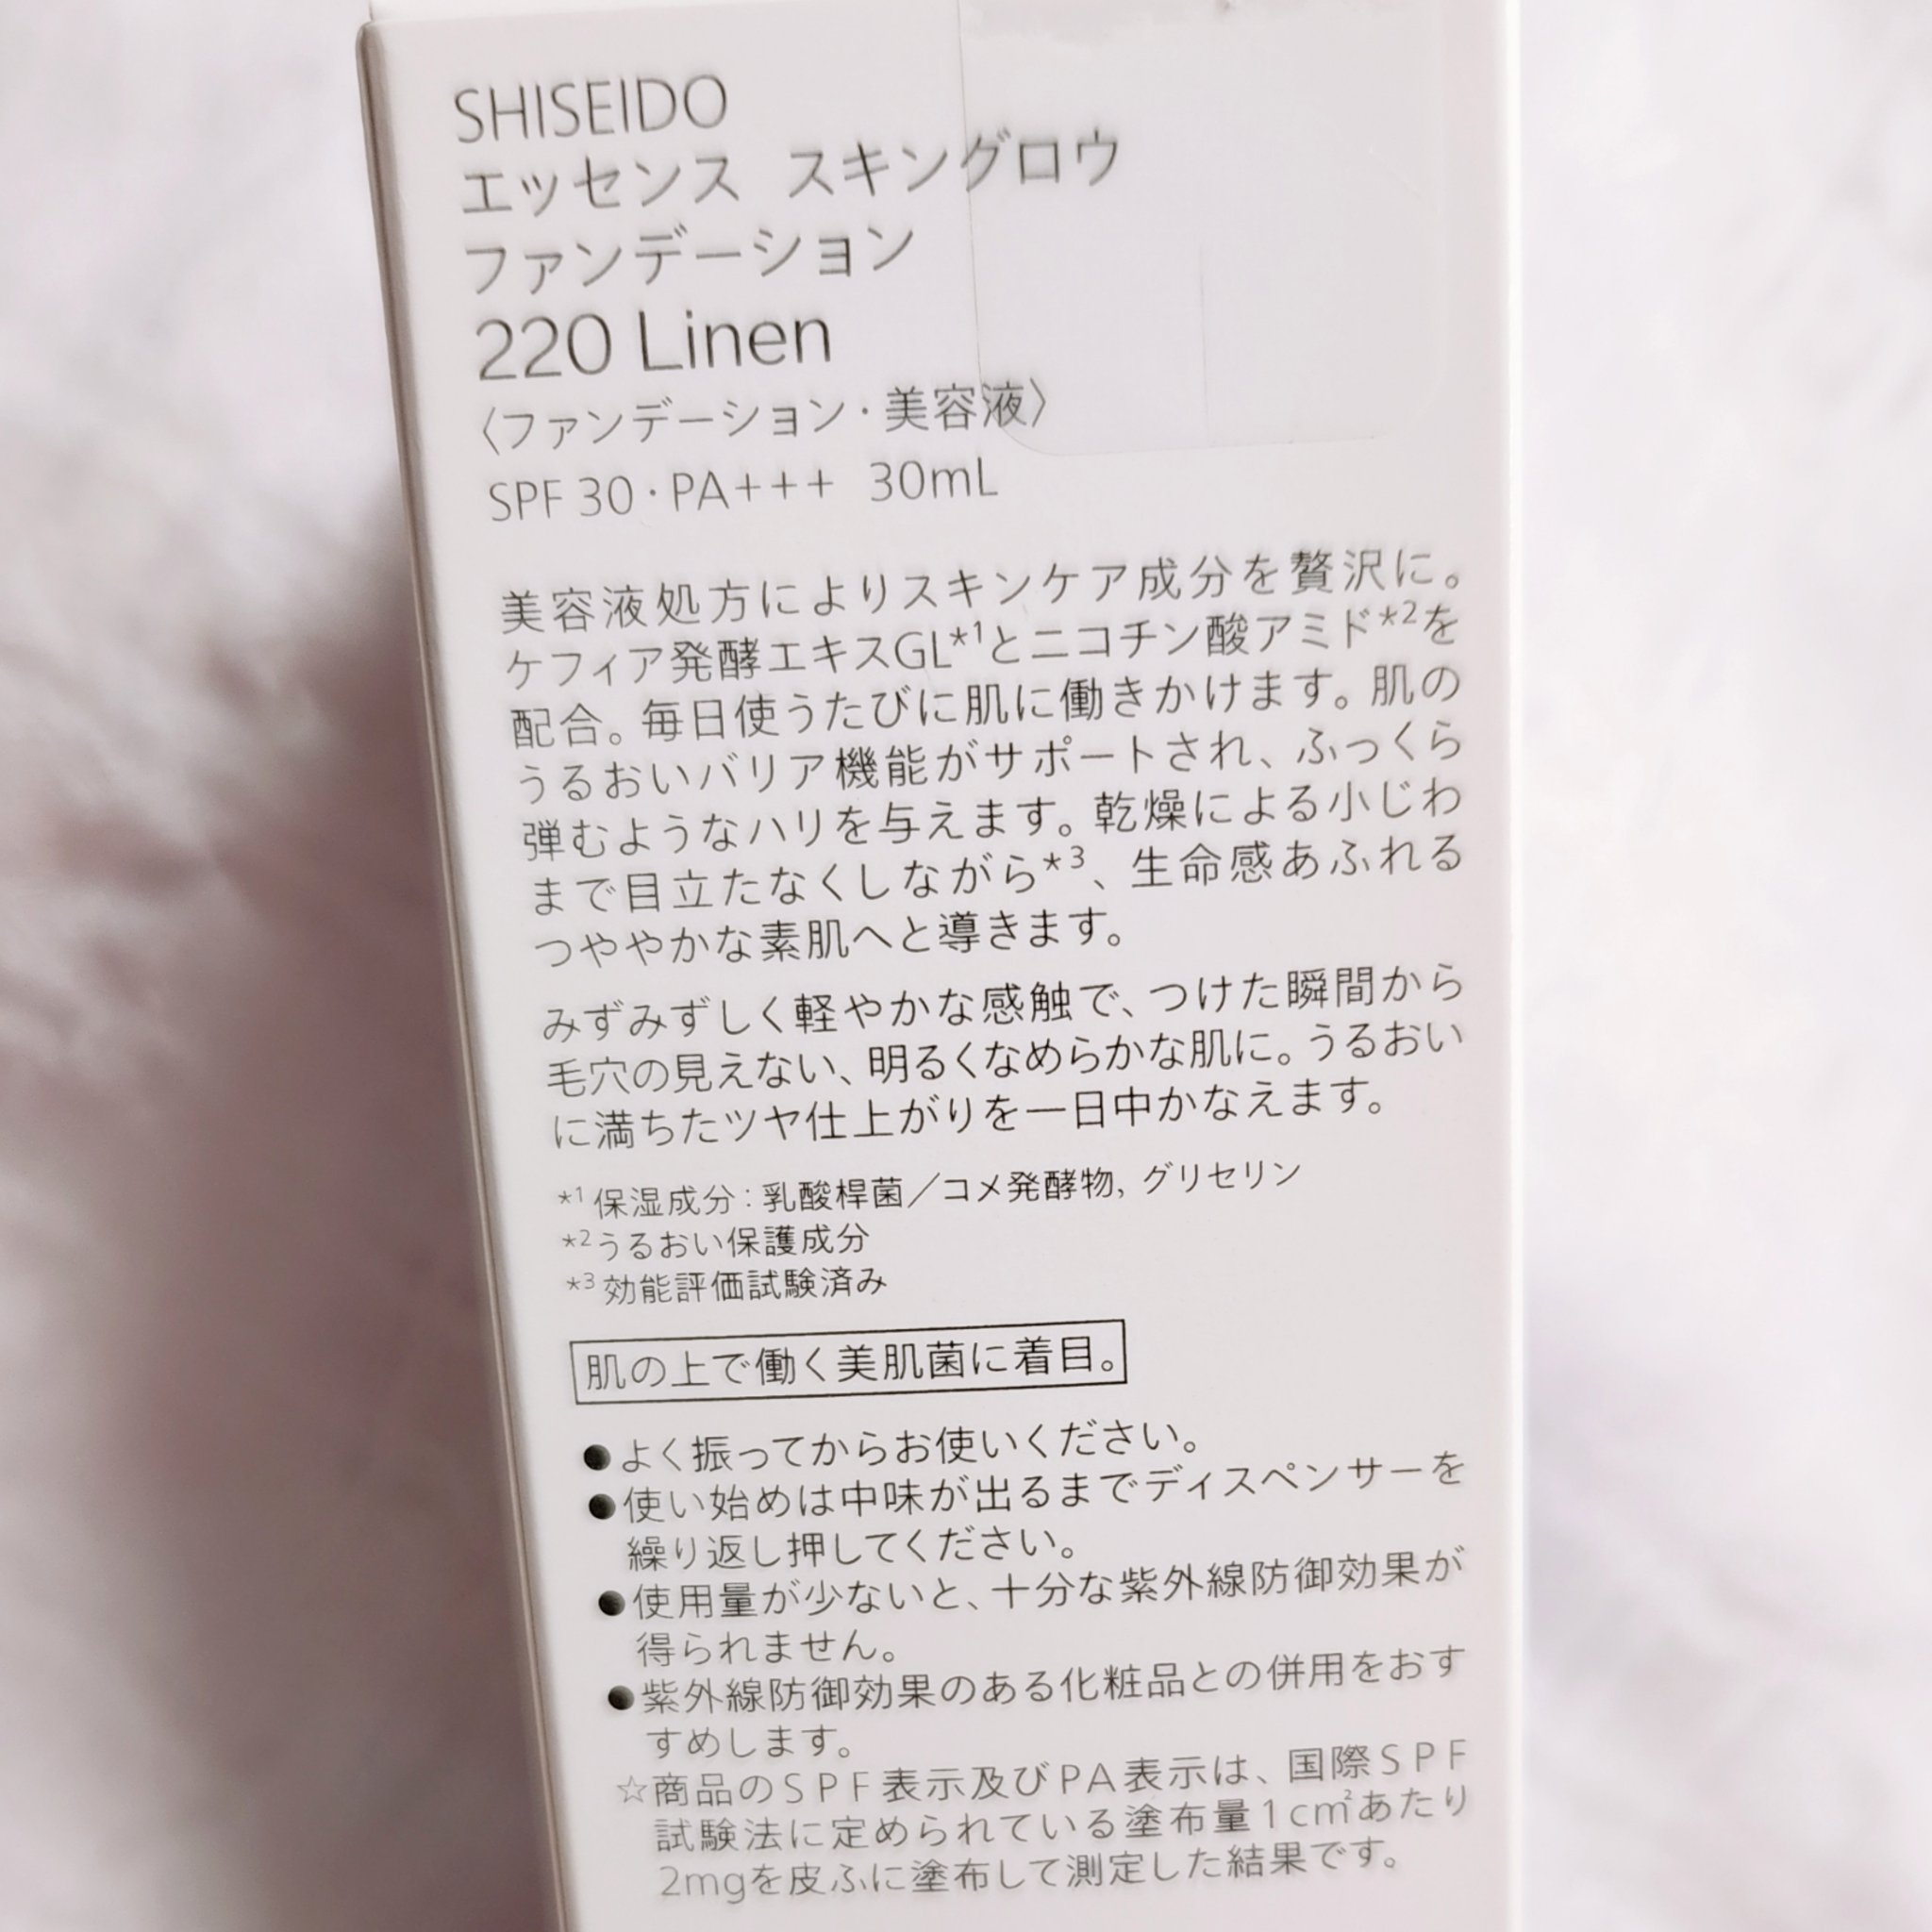 SHISEIDO
エッセンス スキングロウ
ファンデーション
220 Linen
〈ファンデーション・美容液〉
SPF 30・PA+++ 30mL
美容液処方によりスキンケア成分を贅沢に。
ケフィア発酵エキスGL*1とニコチン酸アミド*2を
配合。毎日使うたびに肌に働きかけます。肌の
うるおいバリア機能がサポートされ、ふっくら
弾むようなハリを与えます。乾燥による小じわ
まで目立たなくしながら*3、生命感あふれる
つややかな素肌へと導きます。
みずみずしく軽やかな感触で、つけた瞬間から
毛穴の見えない、明るくなめらかな肌に。うるおい
に満ちたツヤ仕上がりを一日中かなえます。
*1 保湿成分：乳酸桿菌／コメ発酵物, グリセリン
*2 うるおい保護成分
*3 効能評価試験済み
肌の上で働く美肌菌に着目。
●よく振ってからお使いください。
●使い始めは中味が出るまでディスペンサーを
繰り返し押してください。
●使用量が少ないと、十分な紫外線防御効果が
得られません。
●紫外線防御効果のある化粧品との併用をおす
すめします。
☆商品のSPF表示及びPA表示は、国際SPF
試験法に定められている塗布量1c㎡あたり
2mgを皮ふに塗布して測定した結果です。